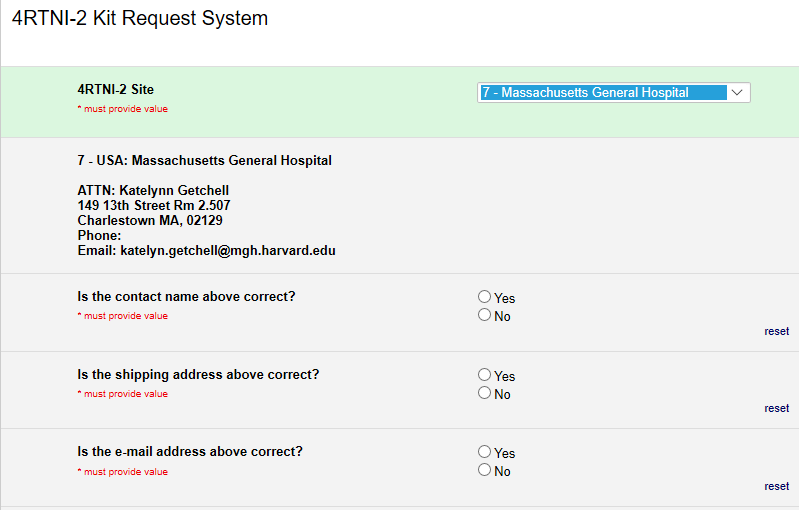 4RTNI-2 Kit Request System
4RTNI-2 Site
* must provide value
7 - Massachusetts General Hospital
7 - USA: Massachusetts General Hospital
ATTN: Katelynn Getchell
149 13th Street Rm 2.507
Charlestown MA, 02129
Phone:
Email: katelyn.getchell@mgh.harvard.edu
Is the contact name above correct?
* must provide value
Yes
No
reset
Is the shipping address above correct?
* must provide value
Yes
No
reset
Is the e-mail address above correct?
* must provide value
Yes
No
reset